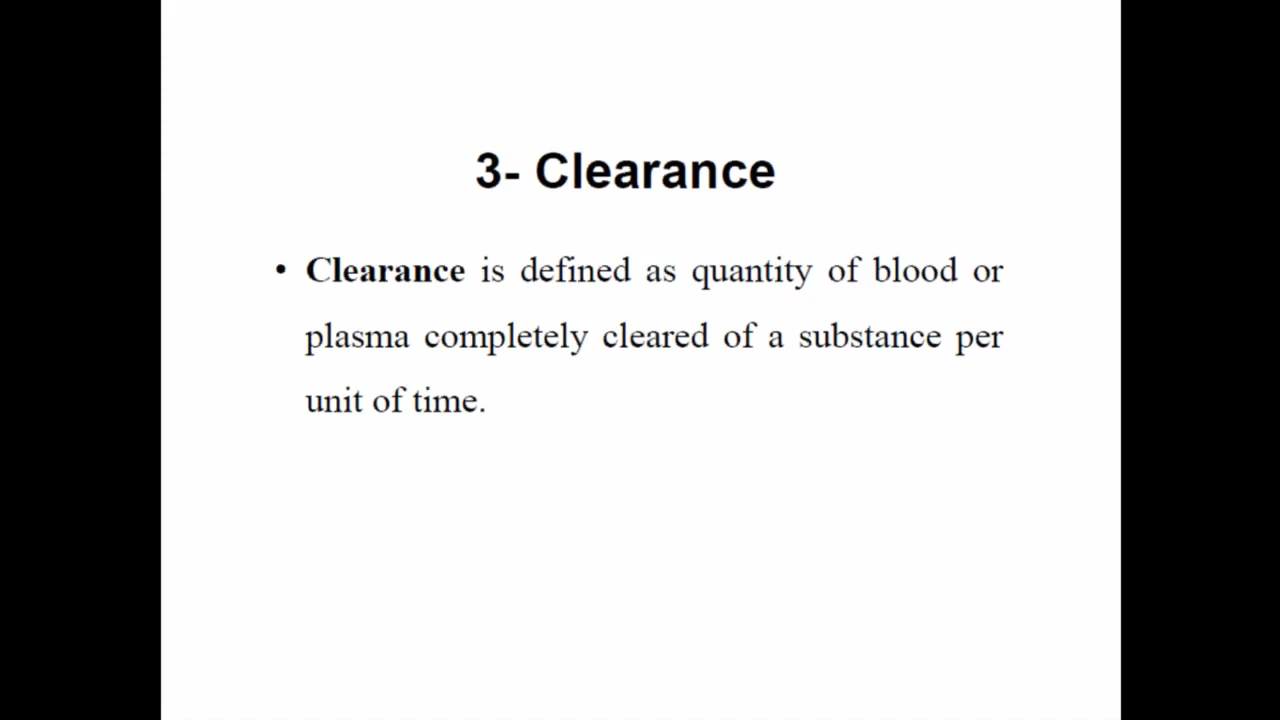 3- Clearance
• Clearance is defined as quantity of blood or
plasma completely cleared of a substance per
unit of time.